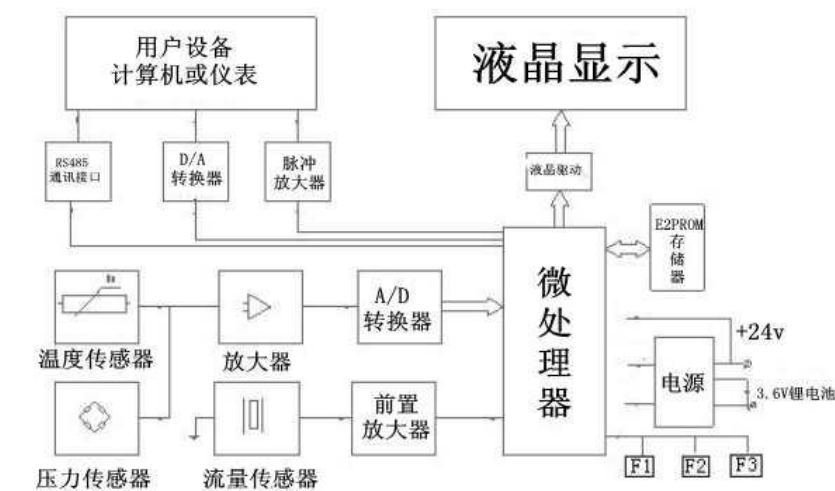 用户设备
计算机或仪表
液晶显示
RS485
通讯接口
D/A
转换器
脉冲
放大器
液晶驱动
E2PROM
存
储
器
微
处
理
器
A/D
转换器
温度传感器
放大器
+24v
电源
3.6V锂电池
前置
放大器
压力传感器
流量传感器
F1
F2
F3